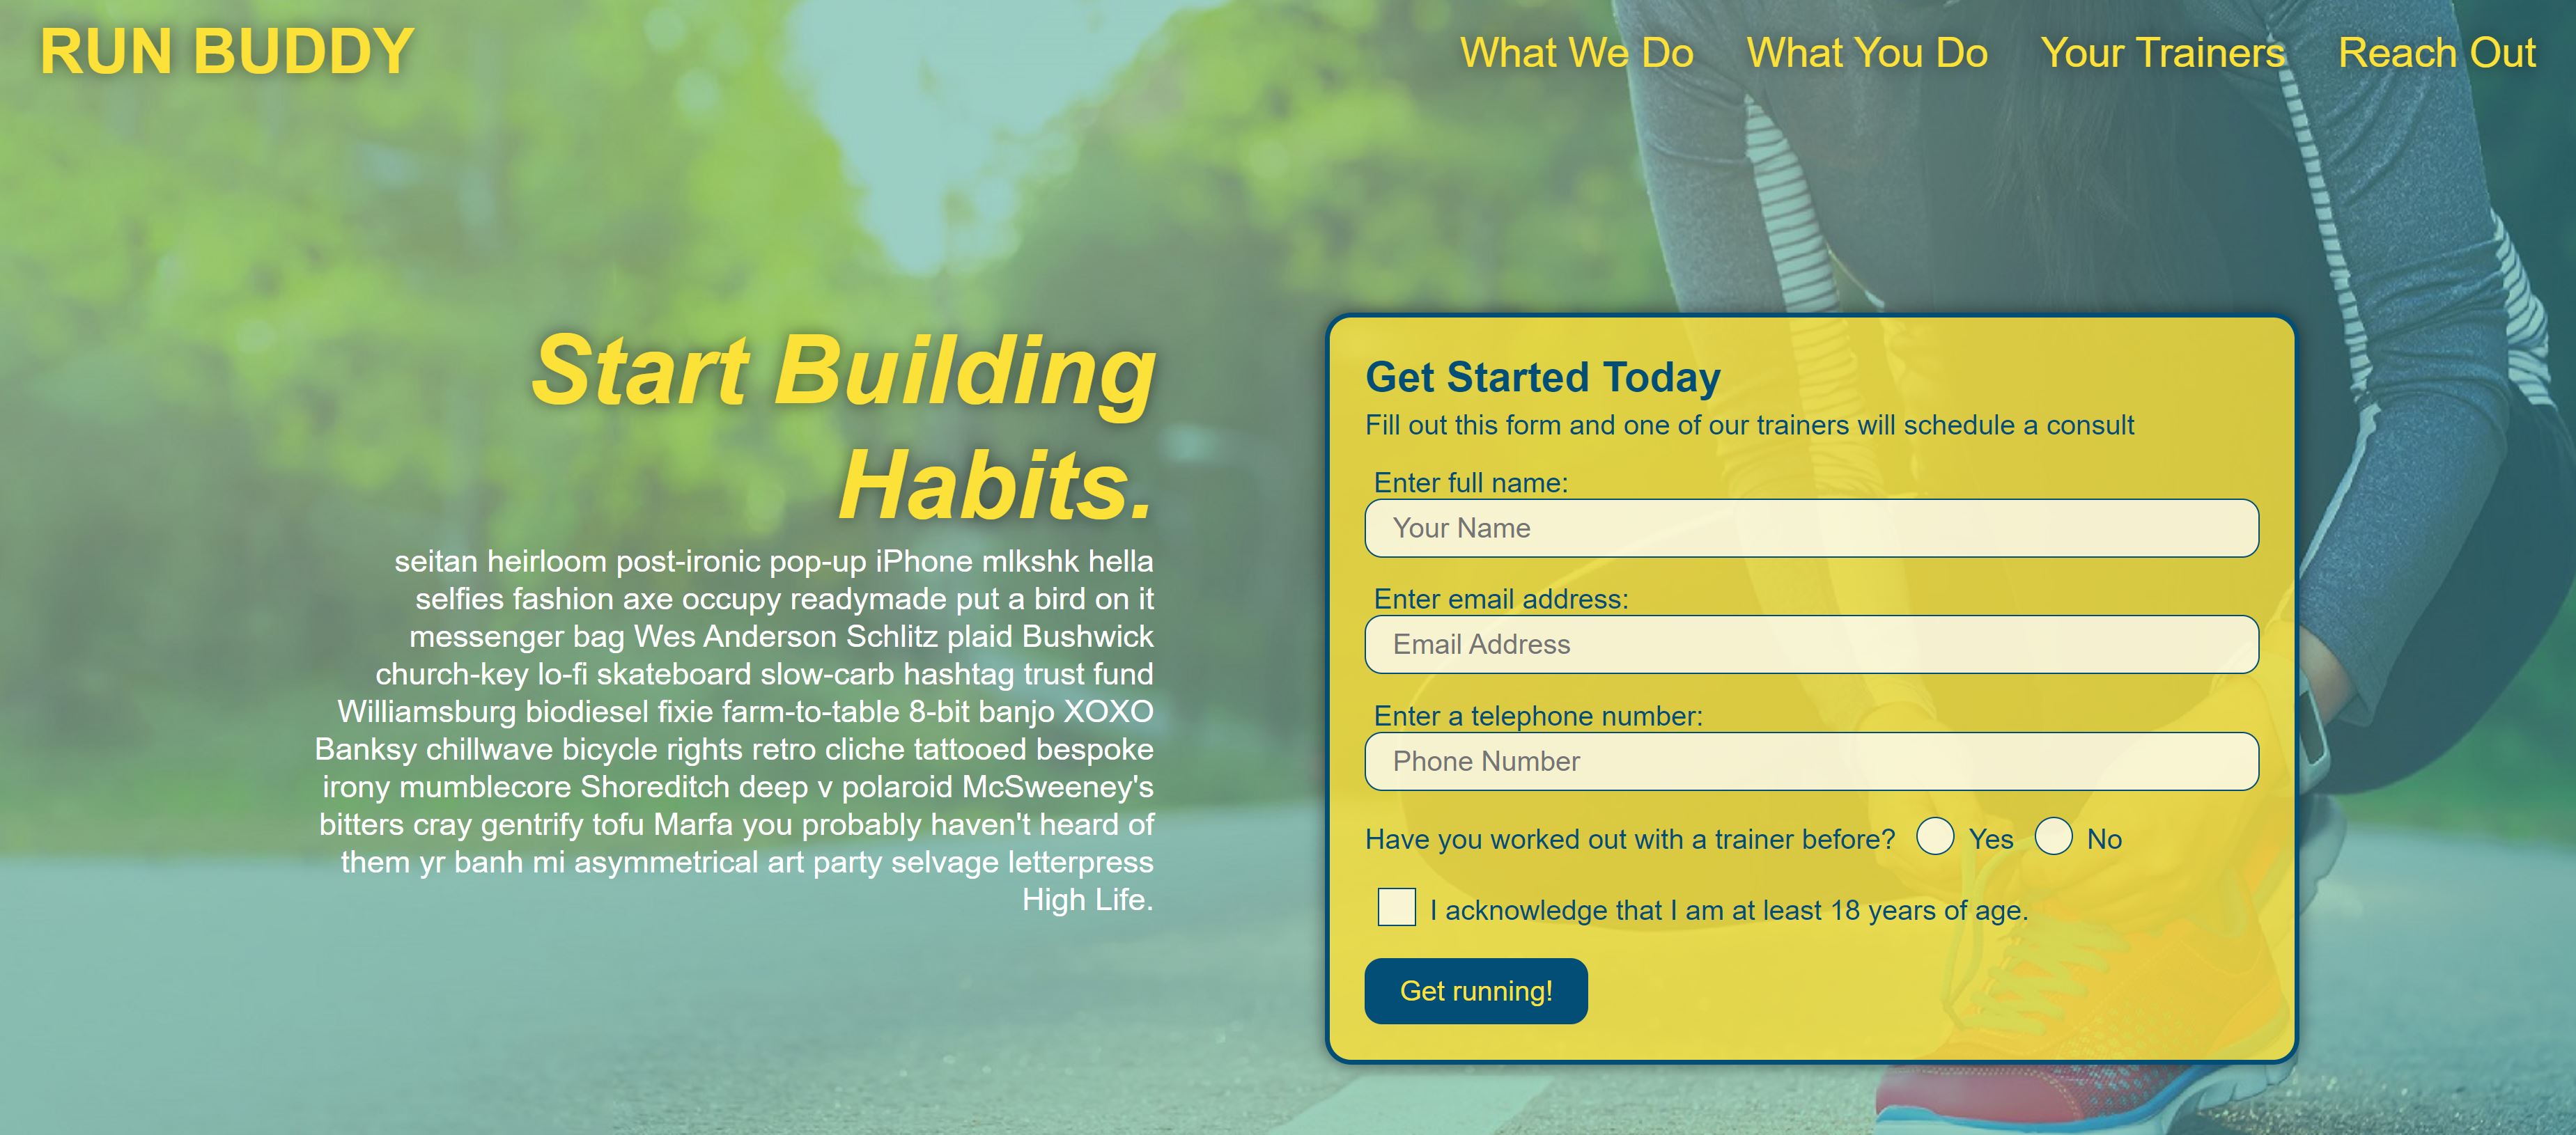 RUN BUDDY
What We Do
What You Do
Your Trainers
Reach Out
Start Building
Habits.
seitan heirloom post-ironic pop-up iPhone mlkshk hella
selfies fashion axe occupy readymade put a bird on it
messenger bag Wes Anderson Schlitz plaid Bushwick
church-key lo-fi skateboard slow-carb hashtag trust fund
Williamsburg biodiesel fixie farm-to-table 8-bit banjo XOXO
Banksy chillwave bicycle rights retro cliche tattooed bespoke
irony mumblecore Shoreditch deep v polaroid McSweeney's
bitters cray gentrify tofu Marfa you probably haven't heard of
them yr banh mi asymmetrical art party selvage letterpress
High Life.
Get Started Today
Fill out this form and one of our trainers will schedule a consult
Enter full name:
Your Name
Enter email address:
Email Address
Enter a telephone number:
Phone Number
Have you worked out with a trainer before? Yes No
I acknowledge that I am at least 18 years of age.
Get running!